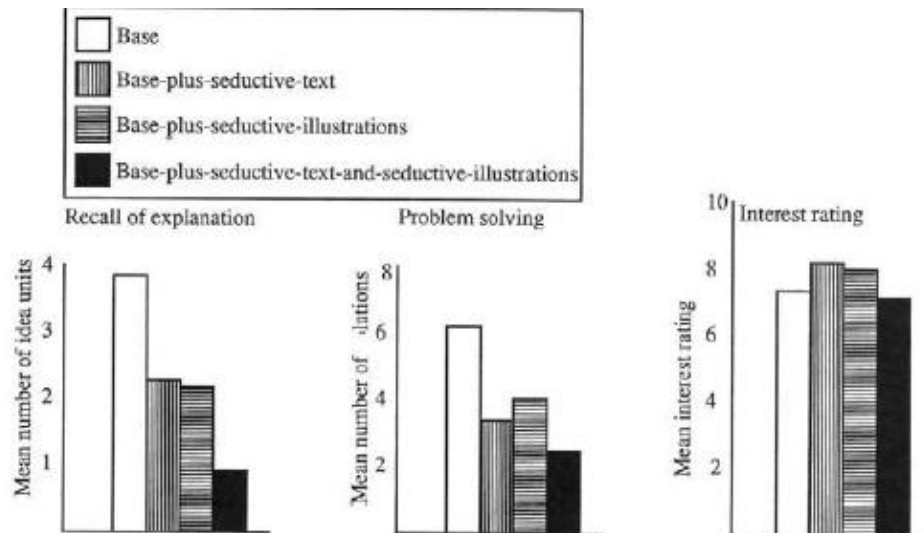 Base
Base-plus-seductive-text
Base-plus-seductive-illustrations
Base-plus-seductive-text-and-seductive-illustrations
Recall of explanation
Mean number of idea units
4
3
2
1
Problem solving
Mean number of
8
6
4
2
Interest rating
Mean interest rating
10
8
6
4
2